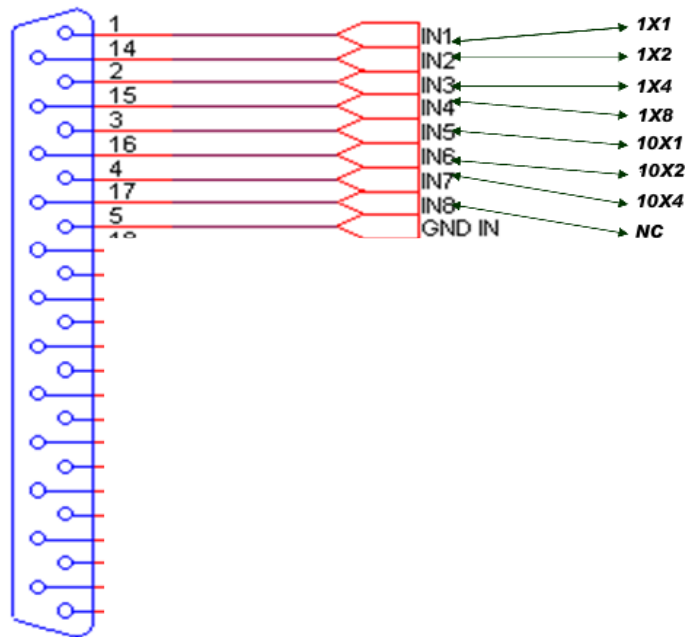 1 IN1 1X1
14 IN2 1X2
2 IN3 1X4
15 IN4 1X8
3 IN5 10X1
16 IN6 10X2
4 IN7 10X4
17 IN8 NC
5 GND IN